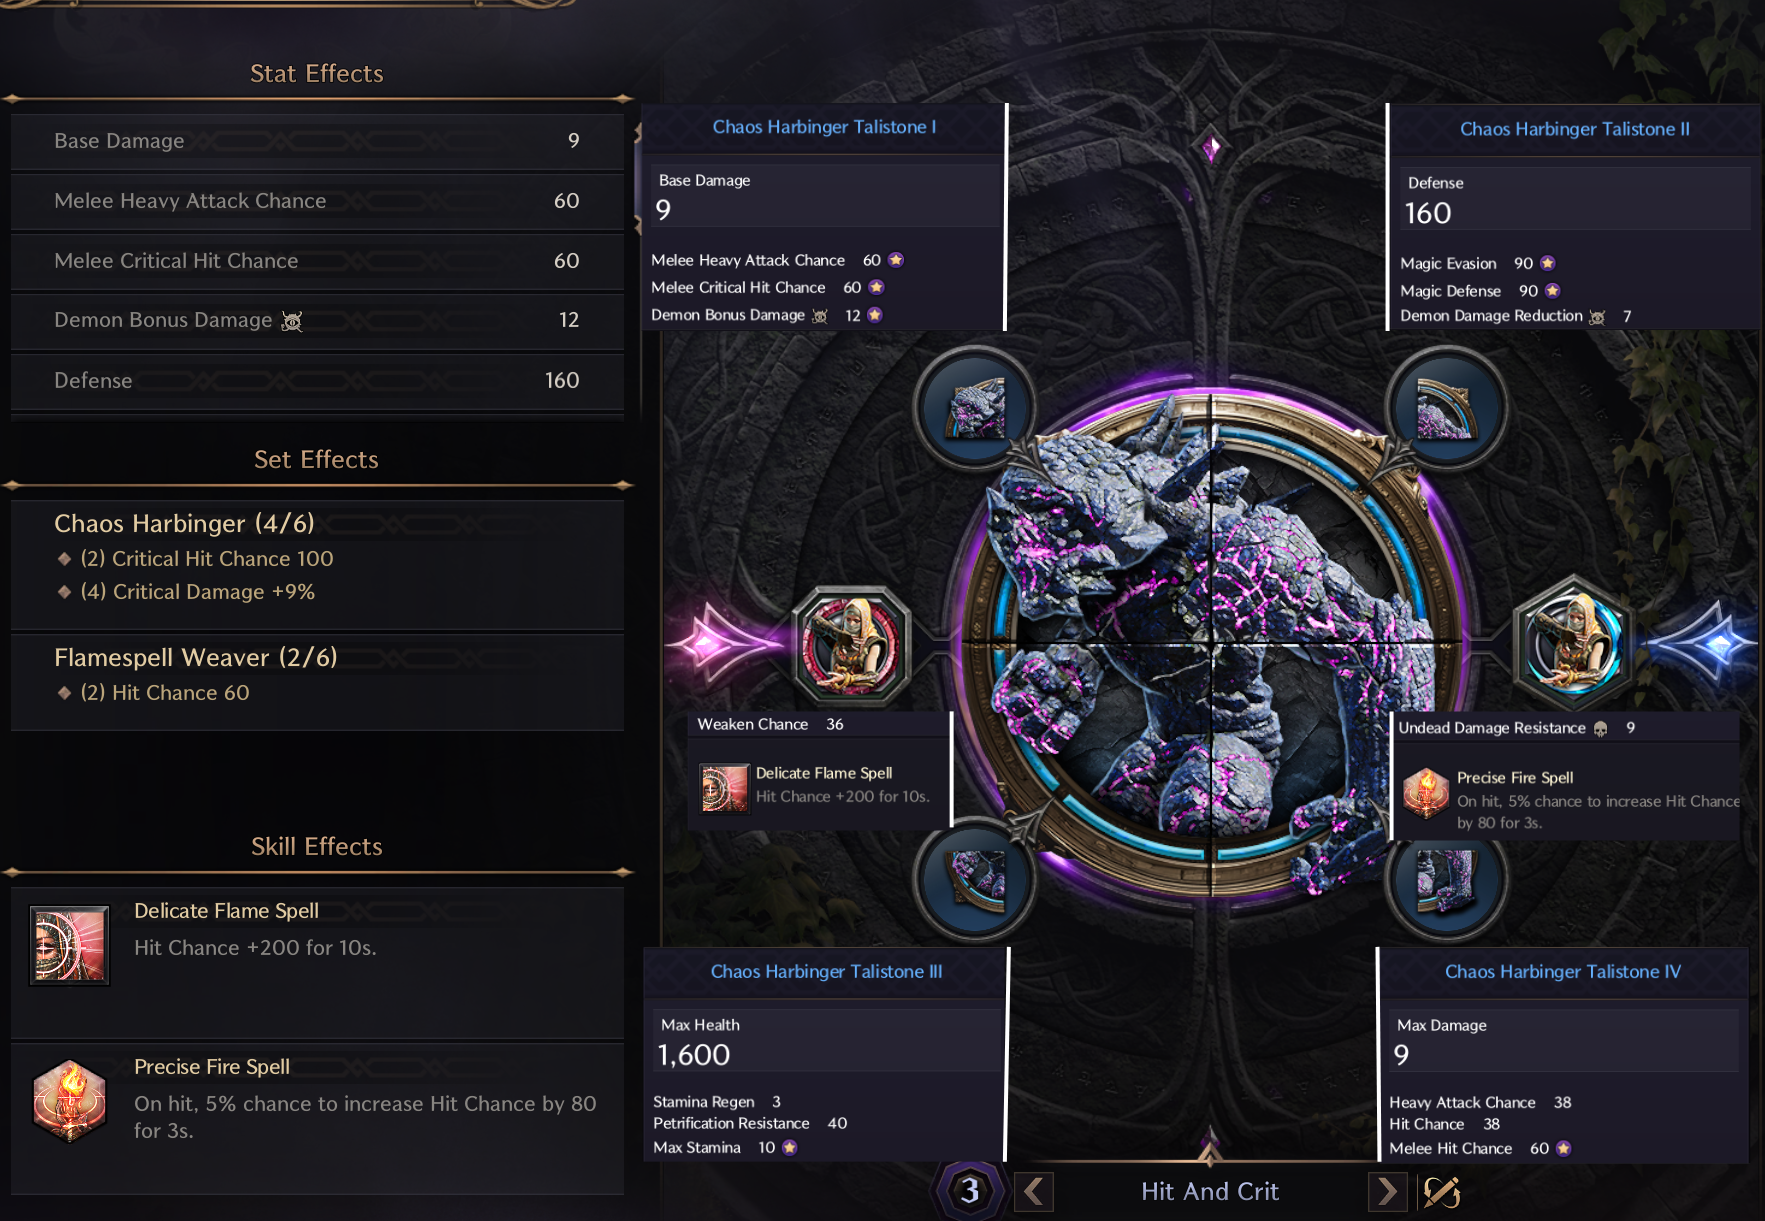 Stat Effects
Base Damage 9
Melee Heavy Attack Chance 60
Melee Critical Hit Chance 60
Demon Bonus Damage 12
Defense 160
Set Effects
Chaos Harbinger (4/6)
(2) Critical Hit Chance 100
(4) Critical Damage +9%
Flamespell Weaver (2/6)
(2) Hit Chance 60
Skill Effects
Delicate Flame Spell
Hit Chance +200 for 10s.
Precise Fire Spell
On hit, 5% chance to increase Hit Chance by 80
for 3s.
Chaos Harbinger Talistone I
Base Damage
9
Melee Heavy Attack Chance 60
Melee Critical Hit Chance 60
Demon Bonus Damage 12
Chaos Harbinger Talistone II
Defense
160
Magic Evasion 90
Magic Defense 90
Demon Damage Reduction 7
Weaken Chance 36
Delicate Flame Spell
Hit Chance +200 for 10s.
Undead Damage Resistance 9
Precise Fire Spell
On hit, 5% chance to increase Hit Chance
by 80 for 3s.
Chaos Harbinger Talistone III
Max Health
1,600
Stamina Regen 3
Petrification Resistance 40
Max Stamina 10
Chaos Harbinger Talistone IV
Max Damage
9
Heavy Attack Chance 38
Hit Chance 38
Melee Hit Chance 60
3
Hit And Crit